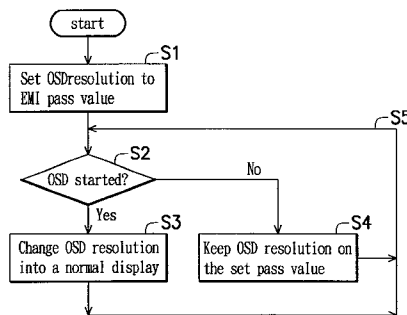 start
S1
Set OSDresolution to
EMI pass value
S5
S2
OSD started?
No
Yes
S3
Change OSD resolution
into a normal display
S4
Keep OSD resolution on
the set pass value